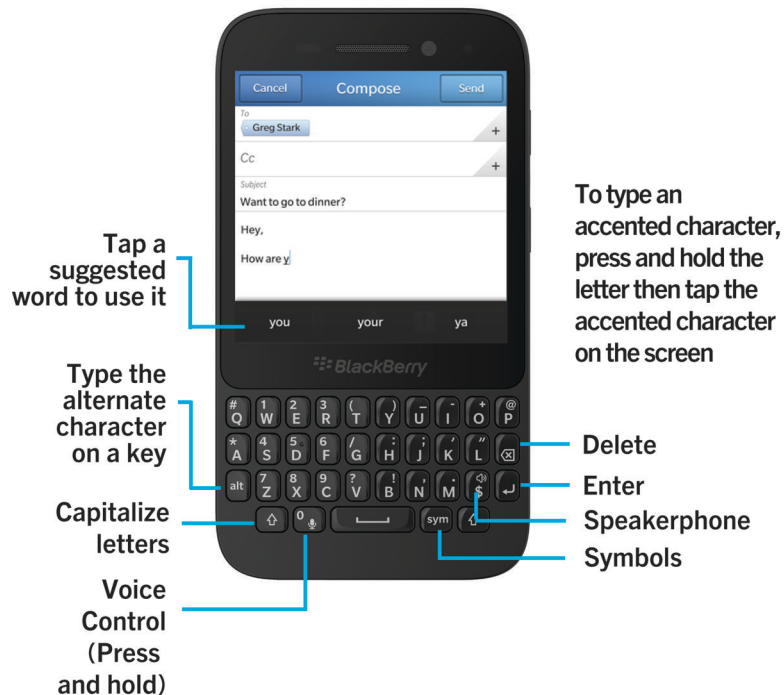 Cancel Compose Send
To
Greg Stark +
Cc +
Subject
Want to go to dinner?
Hey,
How are y
you your ya
BlackBerry
# Q 1 W 2 E 3 R ( T ) Y _ U - I + O @ P
* A 4 S 5 D 6 F / G : H ; J ' K " L
alt 7 Z 8 X 9 C ? V ! B , N . M $
0 sym
Tap a
suggested
word to use it
Type the
alternate
character
on a key
Capitalize
letters
Voice
Control
(Press
and hold)
To type an
accented character,
press and hold the
letter then tap the
accented character
on the screen
Delete
Enter
Speakerphone
Symbols